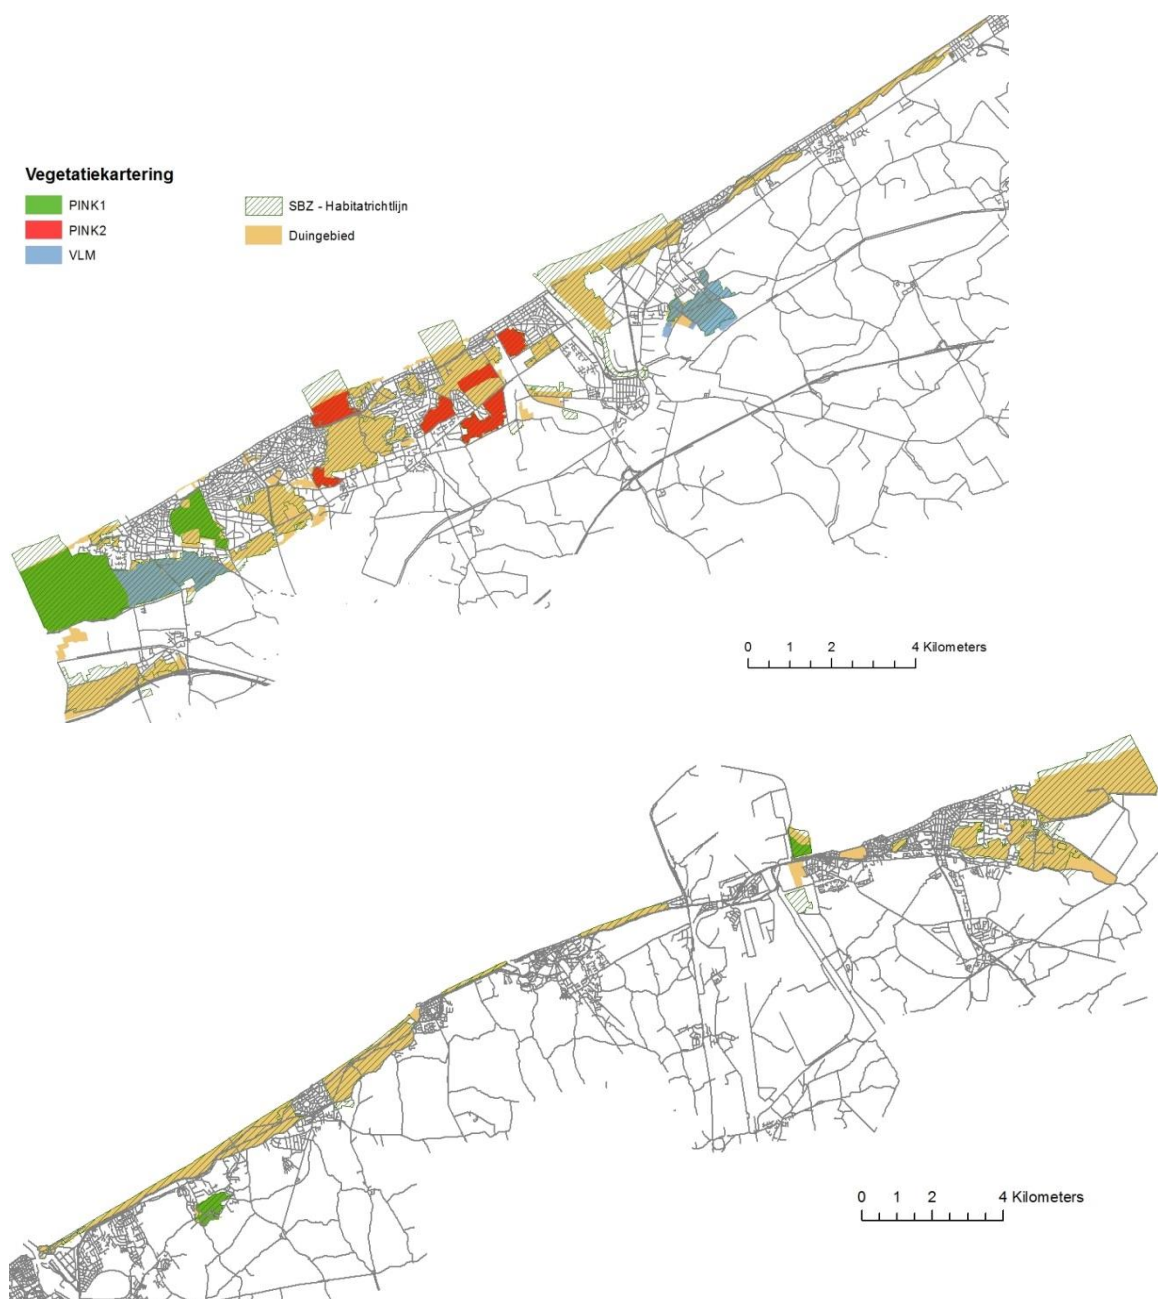 Vegetatiekartering
PINK1
PINK2
VLM
SBZ - Habitatrichtlijn
Duingebied
0 1 2 4 Kilometers
0 1 2 4 Kilometers